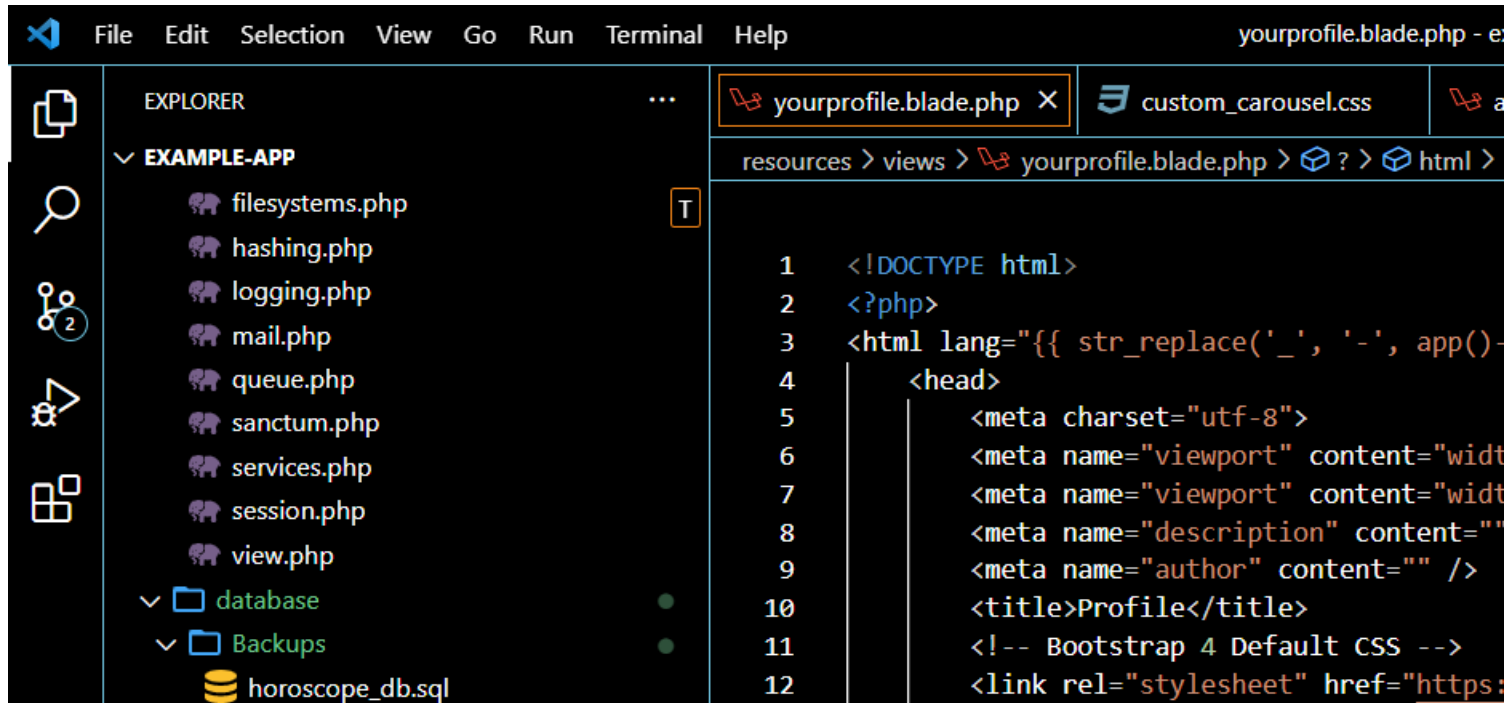 File Edit Selection View Go Run Terminal Help yourprofile.blade.php - e
EXPLORER ...
EXAMPLE-APP
filesystems.php
T
hashing.php
logging.php
mail.php
queue.php
sanctum.php
services.php
session.php
view.php
database
Backups
horoscope_db.sql
2
yourprofile.blade.php × custom_carousel.css a
resources > views > yourprofile.blade.php > ? > html >
1 <!DOCTYPE html>
2 <?php>
3 <html lang="{{ str_replace('_', '-', app()-
4 <head>
5 <meta charset="utf-8">
6 <meta name="viewport" content="widt
7 <meta name="viewport" content="widt
8 <meta name="description" content=""
9 <meta name="author" content="" />
10 <title>Profile</title>
11 <!-- Bootstrap 4 Default CSS -->
12 <link rel="stylesheet" href="https: